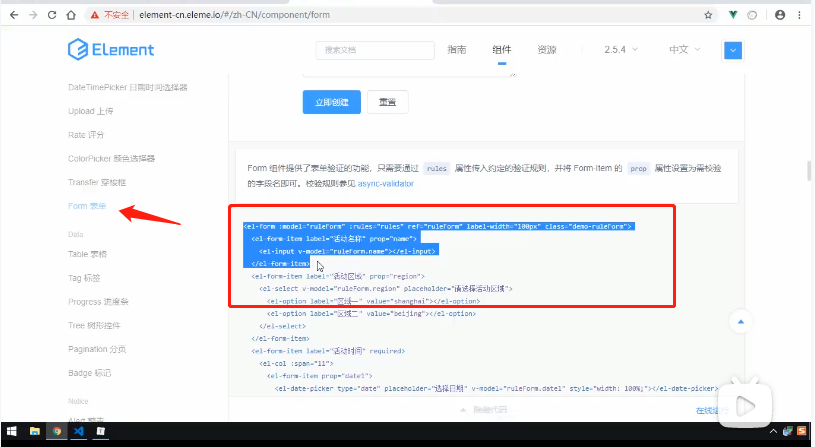 不安全 element-cn.eleme.io/#/zh-CN/component/form
Element
搜索文档
指南
组件
资源
2.5.4
中文
DateTimePicker 日期时间选择器
Upload 上传
Rate 评分
ColorPicker 颜色选择器
Transfer 穿梭框
Form 表单
Data
Table 表格
Tag 标签
Progress 进度条
Tree 树形控件
Pagination 分页
Badge 标记
Notice
立即创建
重置
Form 组件提供了表单验证的功能，只需要通过 rules 属性传入约定的验证规则，并将 Form-Item 的 prop 属性设置为需校验
的字段名即可。校验规则参见 async-validator
<el-form :model="ruleForm" :rules="rules" ref="ruleForm" label-width="100px" class="demo-ruleForm">
<el-form-item label="活动名称" prop="name">
<el-input v-model="ruleForm.name"></el-input>
</el-form-item>
<el-form-item label="活动区域" prop="region">
<el-select v-model="ruleForm.region" placeholder="请选择活动区域">
<el-option label="区域一" value="shanghai"></el-option>
<el-option label="区域二" value="beijing"></el-option>
</el-select>
</el-form-item>
<el-form-item label="活动时间" required>
<el-col :span="11">
<el-form-item prop="date1">
<el-date-picker type="date" placeholder="选择日期" v-model="ruleForm.date1" style="width: 100%;"></el-date-picker>
隐藏代码